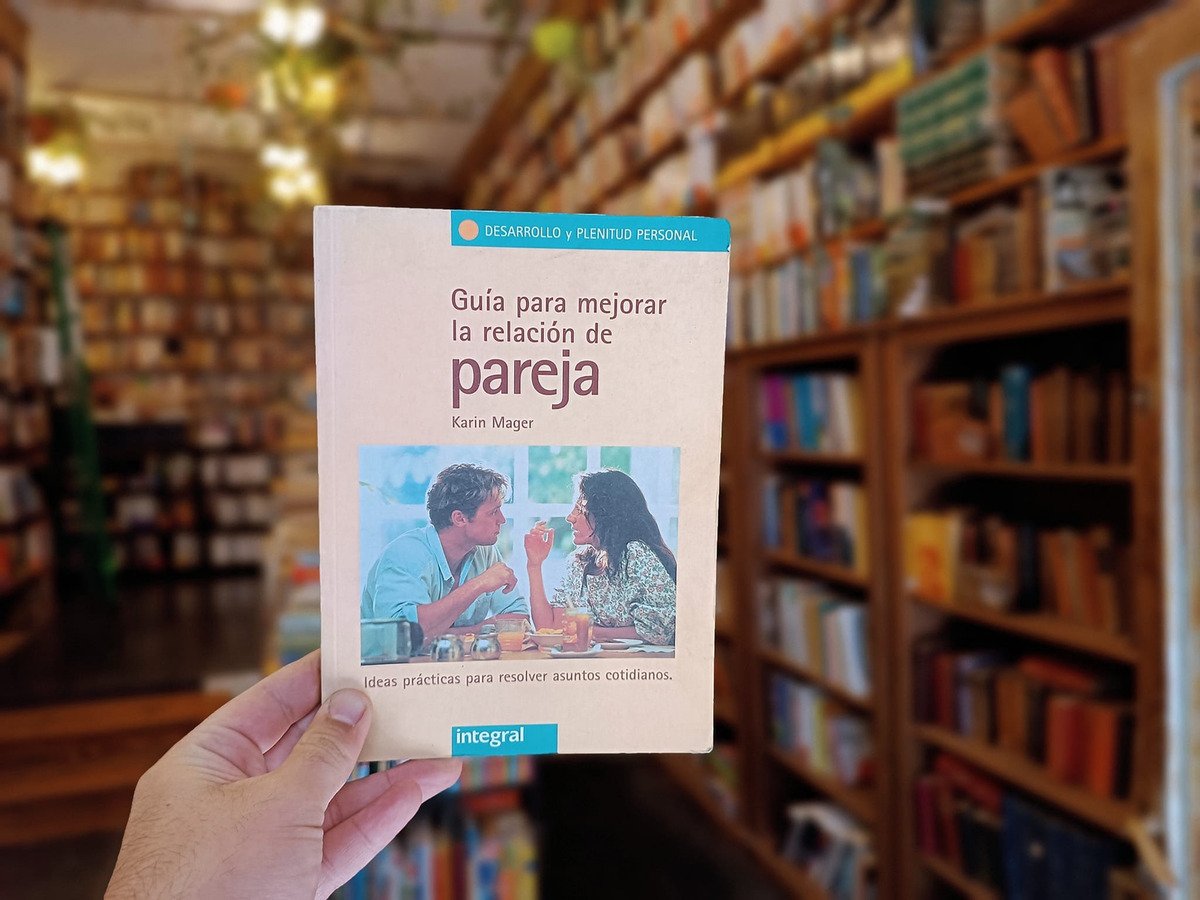 DESARROLLO y PLENITUD PERSONAL
Guía para mejorar
la relación de
pareja
Karin Mager
Ideas prácticas para resolver asuntos cotidianos.
integral